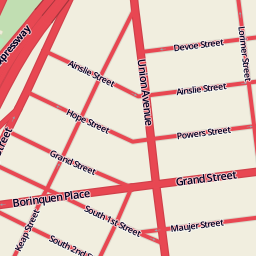 Expressway
Devoe Street
Lorimer Street
Ainslie Street
Union Avenue
Ainslie Street
Hope Street
Powers Street
Street
Grand Street
Grand Street
Borinquen Place
Keap Street
South 1st Street
Maujer Street
South 2nd